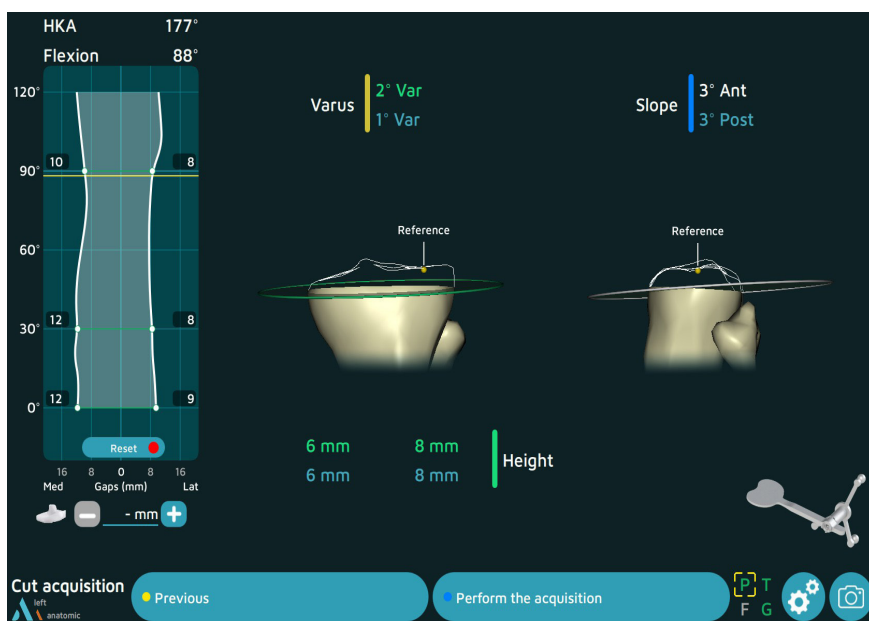 HKA 177°
Flexion 88°
120°
10 8
90°
60°
12 8
30°
12 9
0°
Reset
16 8 0 8 16
Med Gaps (mm) Lat
- mm
Varus
2° Var
1° Var
Slope
3° Ant
3° Post
Reference
Reference
6 mm 8 mm
6 mm 8 mm
Height
Cut acquisition
left
anatomic
Previous
Perform the acquisition
P T
F G